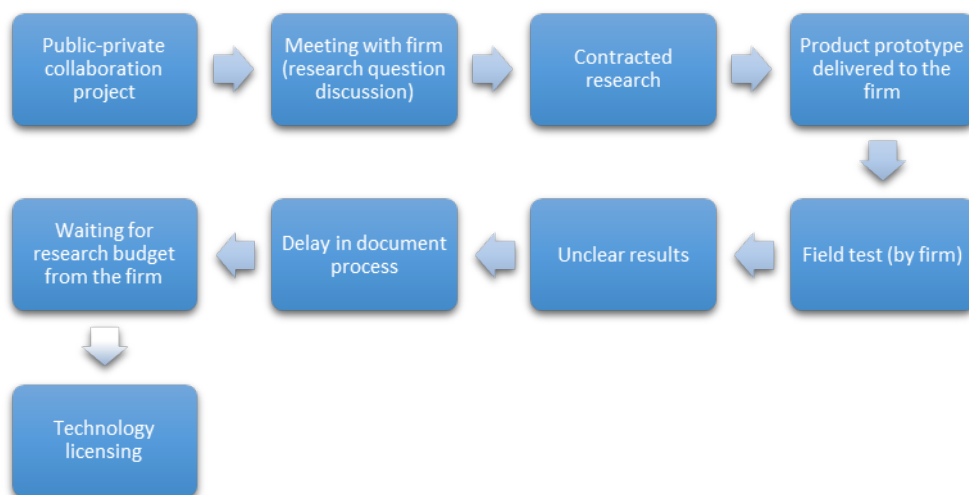 Public-private
collaboration
project
Meeting with firm
(research question
discussion)
Contracted
research
Product prototype
delivered to the
firm
Field test (by firm)
Unclear results
Delay in document
process
Waiting for
research budget
from the firm
Technology
licensing